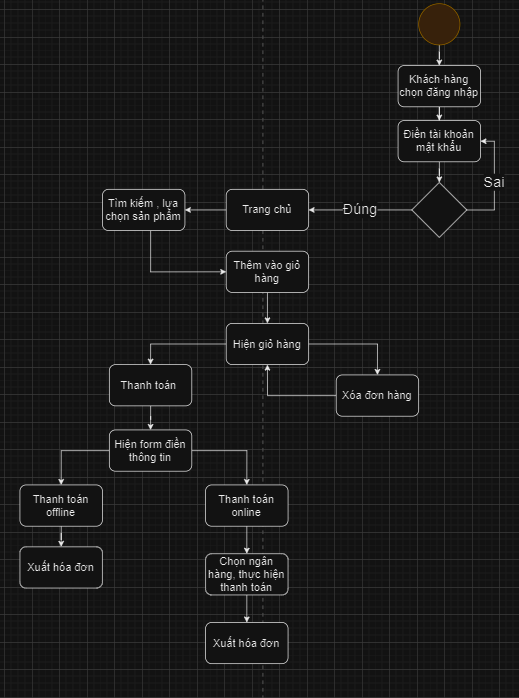 Khách hàng
chọn đăng nhập
Điền tài khoản
mật khẩu
Sai
Đúng
Trang chủ
Tìm kiếm , lựa
chọn sản phẩm
Thêm vào giỏ
hàng
Hiện giỏ hàng
Thanh toán
Xóa đơn hàng
Hiện form điền
thông tin
Thanh toán
offline
Thanh toán
online
Xuất hóa đơn
Chọn ngân
hàng, thực hiện
thanh toán
Xuất hóa đơn